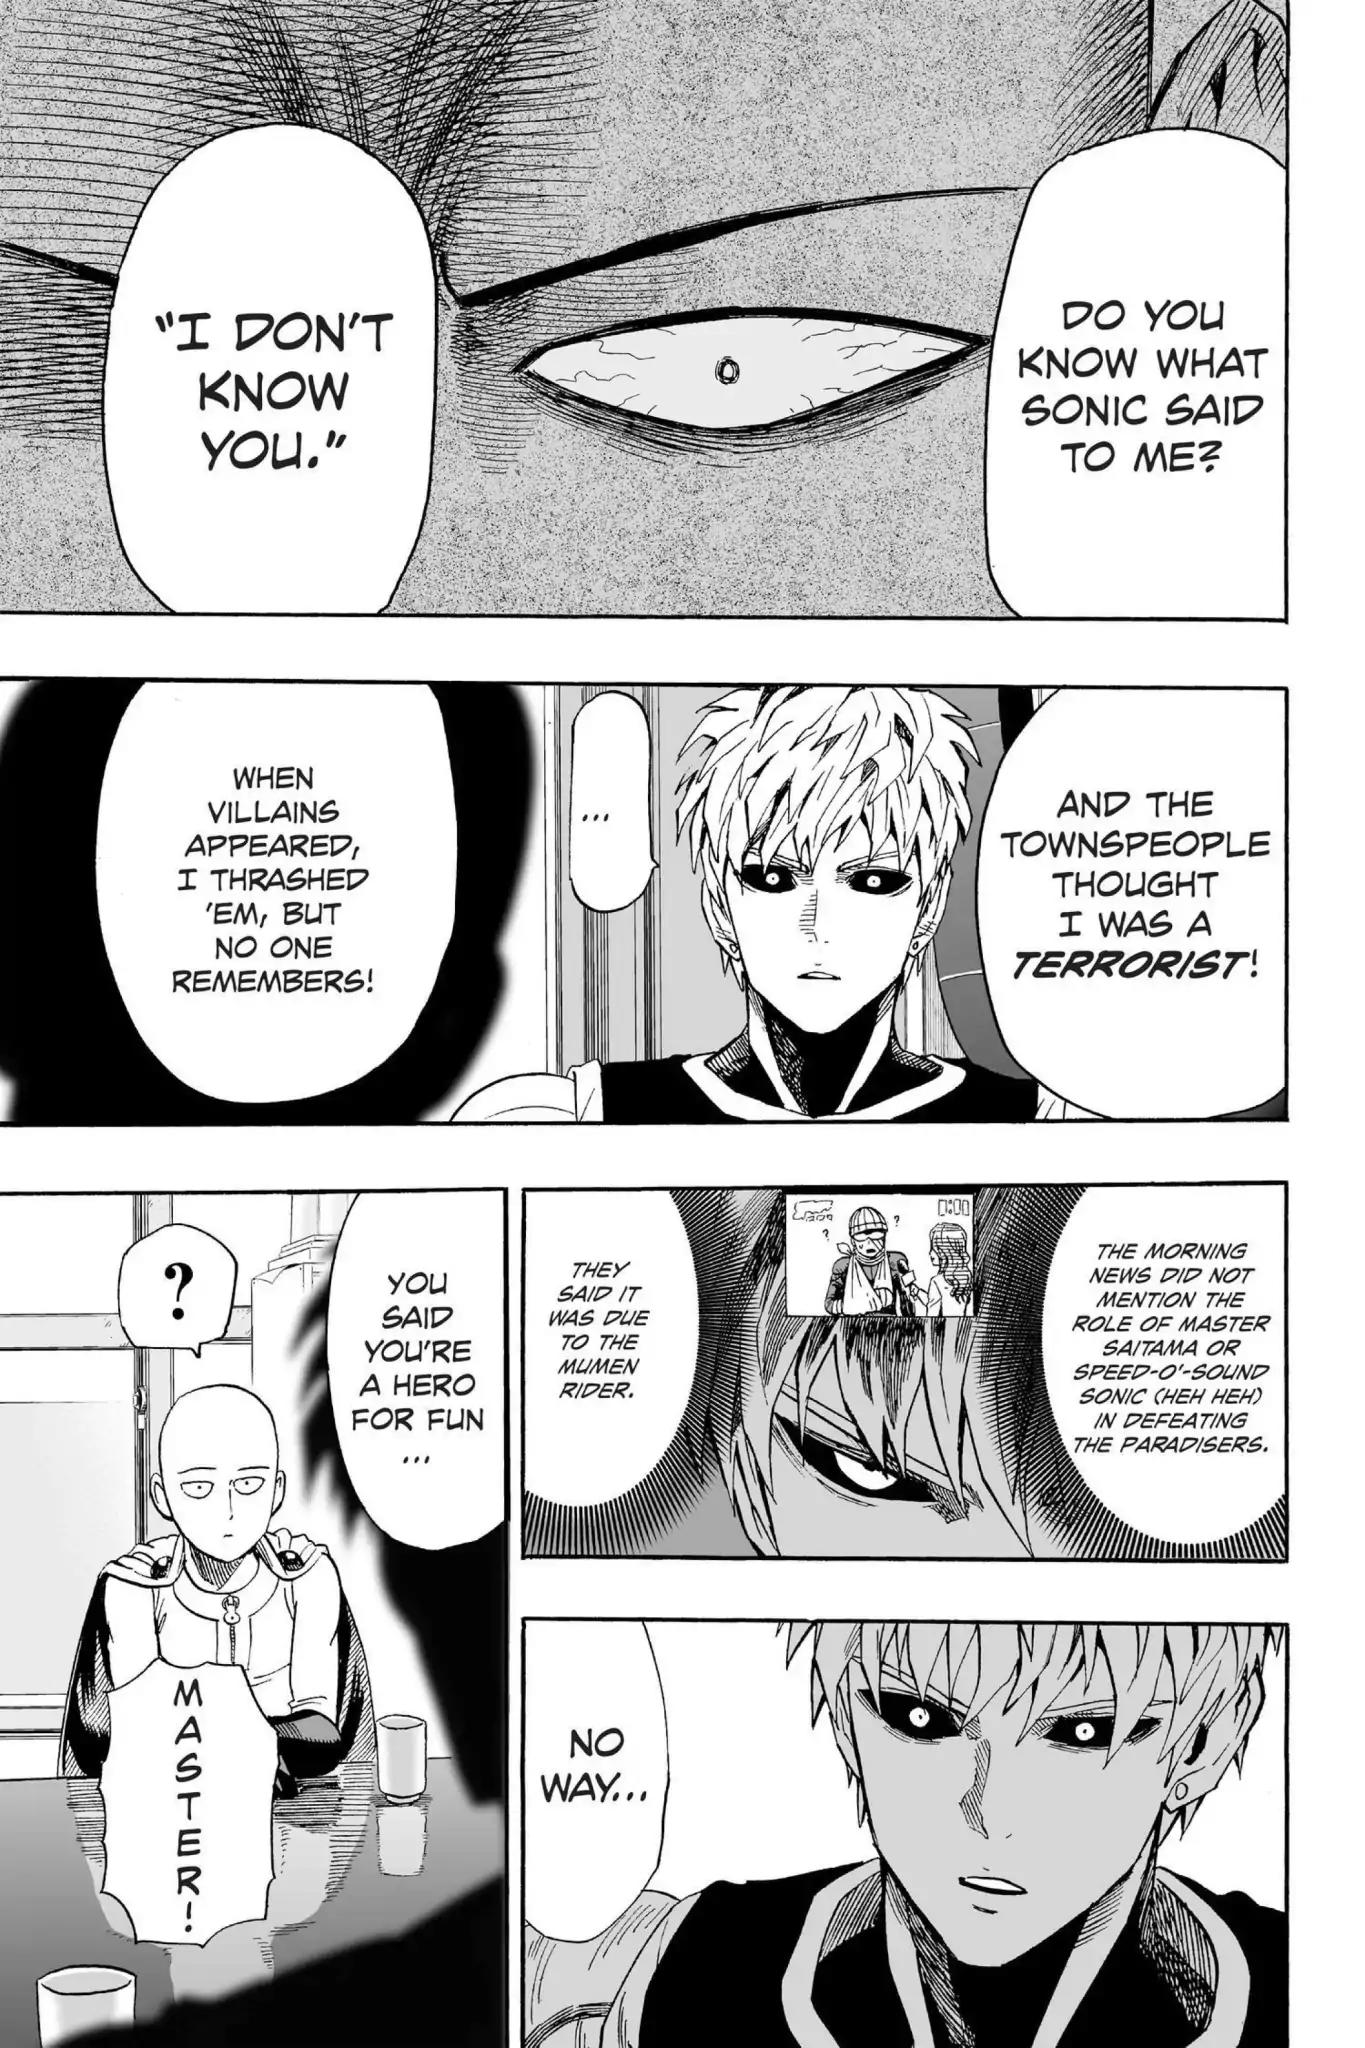 DO YOU
KNOW WHAT
SONIC SAID
TO ME?
"I DON'T
KNOW
YOU."
AND THE
TOWNSPEOPLE
THOUGHT
I WAS A
TERRORIST!
...
WHEN
VILLAINS
APPEARED,
I THRASHED
'EM, BUT
NO ONE
REMEMBERS!
THE MORNING
NEWS DID NOT
MENTION THE
ROLE OF MASTER
SAITAMA OR
SPEED-O'-SOUND
SONIC (HEH HEH)
IN DEFEATING
THE PARADISERS.
?
?
THEY
SAID IT
WAS DUE
TO THE
MUMEN
RIDER.
NO
WAY...
YOU
SAID
YOU'RE
A HERO
FOR FUN
...
?
MASTER!